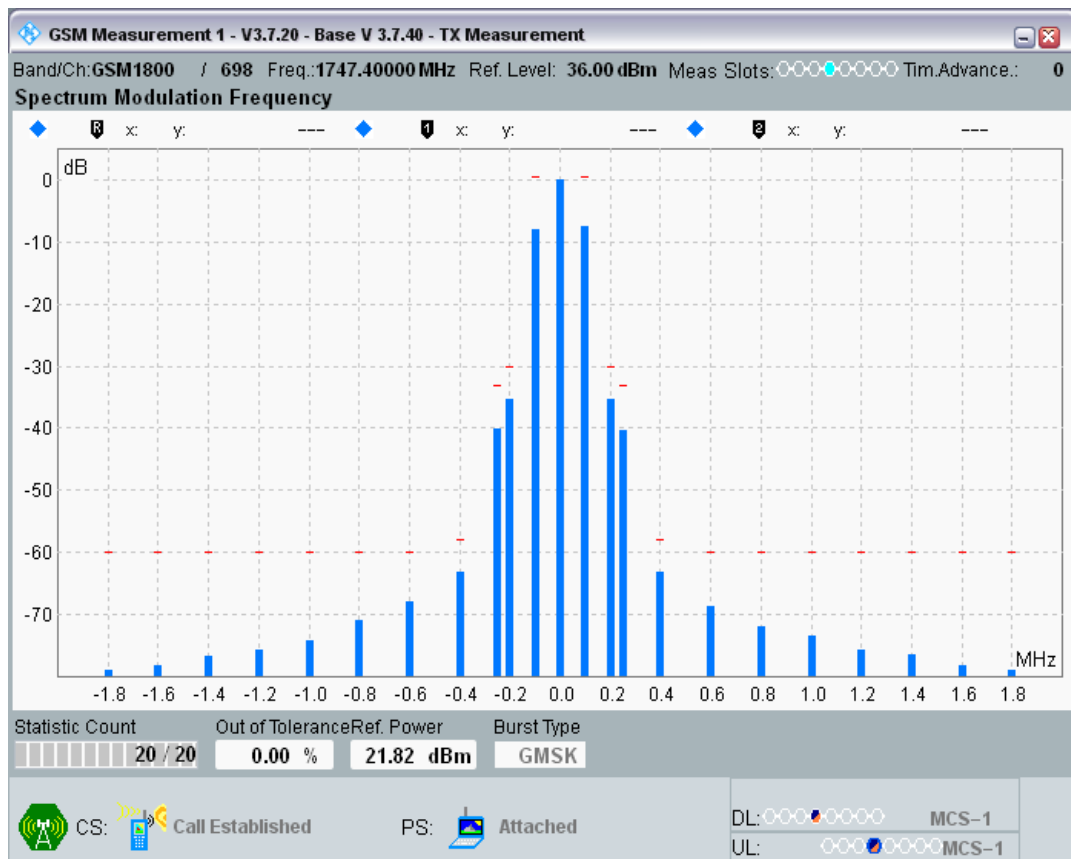 GSM Measurement 1 - V3.7.20 - Base V 3.7.40 - TX Measurement
Band/Ch:GSM1800 / 698 Freq.:1747.40000 MHz Ref. Level: 36.00 dBm Meas Slots: Tim.Advance.: 0
Spectrum Modulation Frequency
R x: y: --- 1 x: y: --- 2 x: y: ---
dB
0
-10
-20
-30
-40
-50
-60
-70
MHz
-1.8 -1.6 -1.4 -1.2 -1.0 -0.8 -0.6 -0.4 -0.2 0.0 0.2 0.4 0.6 0.8 1.0 1.2 1.4 1.6 1.8
Statistic Count Out of Tolerance Ref. Power Burst Type
20 / 20 0.00 % 21.82 dBm GMSK
CS: Call Established PS: Attached DL: MCS-1
UL: MCS-1